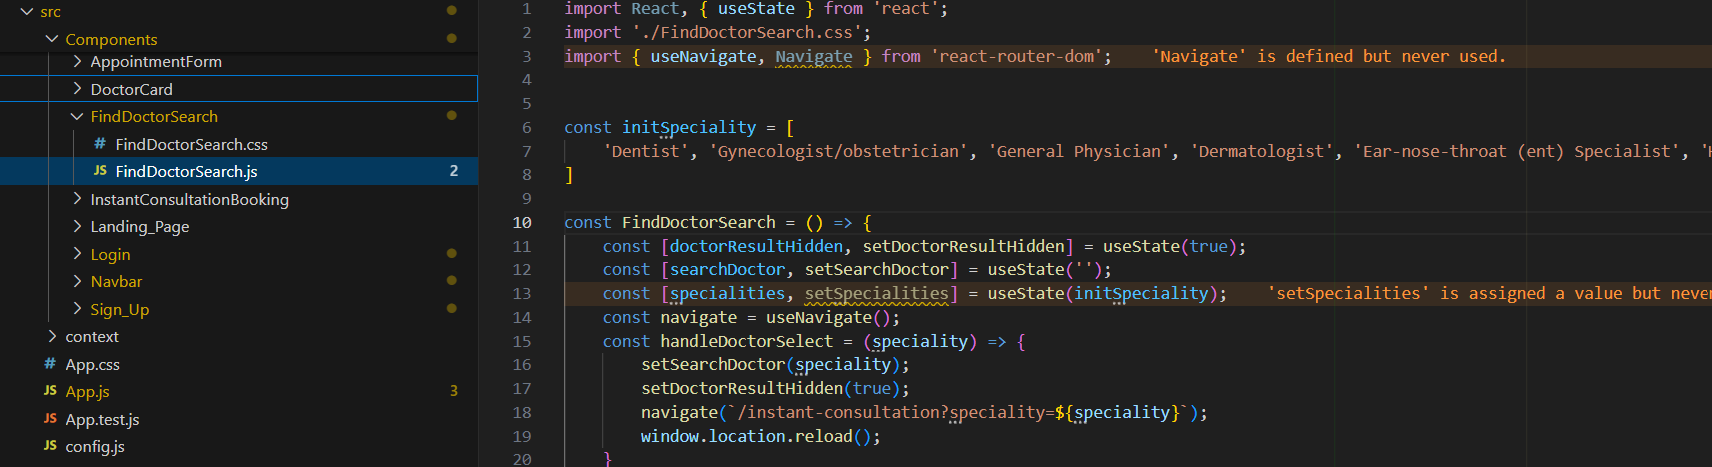 src
Components
AppointmentForm
DoctorCard
FindDoctorSearch
# FindDoctorSearch.css
JS FindDoctorSearch.js 2
InstantConsultationBooking
Landing_Page
Login
Navbar
Sign_Up
context
# App.css
JS App.js 3
JS App.test.js
JS config.js
1 import React, { useState } from 'react';
2 import './FindDoctorSearch.css';
3 import { useNavigate, Navigate } from 'react-router-dom'; 'Navigate' is defined but never used.
4
5
6 const initSpeciality = [
7 'Dentist', 'Gynecologist/obstetrician', 'General Physician', 'Dermatologist', 'Ear-nose-throat (ent) Specialist', '
8 ]
9
10 const FindDoctorSearch = () => {
11 const [doctorResultHidden, setDoctorResultHidden] = useState(true);
12 const [searchDoctor, setSearchDoctor] = useState('');
13 const [specialities, setSpecialities] = useState(initSpeciality); 'setSpecialities' is assigned a value but neve
14 const navigate = useNavigate();
15 const handleDoctorSelect = (speciality) => {
16 setSearchDoctor(speciality);
17 setDoctorResultHidden(true);
18 navigate(`/instant-consultation?speciality=${speciality}`);
19 window.location.reload();
20 }